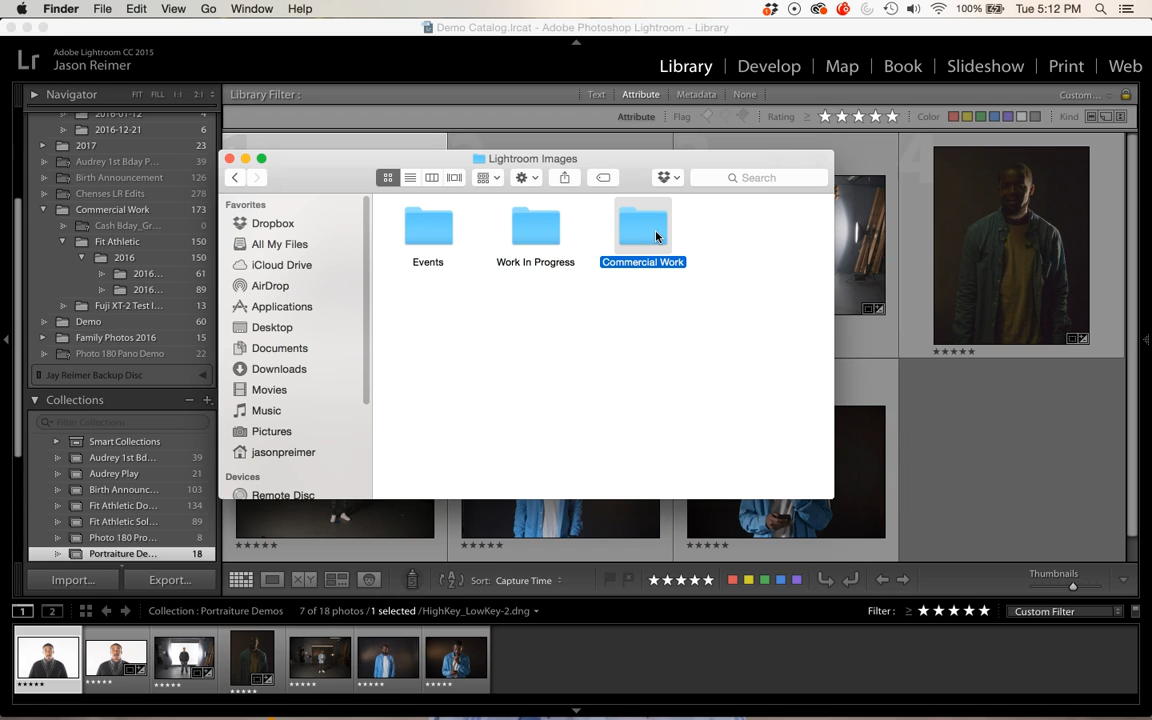 Finder File Edit View Go Window Help 100% Tue 5:12 PM
Demo Catalog.lrcat - Adobe Photoshop Lightroom - Library
Lr Adobe Lightroom CC 2015
Jason Reimer
Library | Develop | Map | Book | Slideshow | Print | Web
Navigator FIT FILL 1:1 2:1
Library Filter : Text Attribute Metadata None Custom...
Attribute Flag Rating ≥ ★★★★★ Color Kind
2016-01-12 4
2016-12-21 6
2017 23
Audrey 1st Bday P... 39
Birth Announcement 126
Chenses LR Edits 278
Commercial Work 173
Cash Bday_Gr... 0
Fit Athletic 150
2016 150
2016... 61
2016... 89
Fuji XT-2 Test I... 13
Demo 60
Family Photos 2016 15
Photo 180 Pano Demo 22
Jay Reimer Backup Disc
Collections
Filter Collections
Smart Collections
Audrey 1st Bd... 39
Audrey Play 21
Birth Announc... 103
Fit Athletic Do... 134
Fit Athletic Sol... 89
Photo 180 Pro... 8
Portraiture De... 18
Import... Export...
Lightroom Images
Search
Favorites
Dropbox
All My Files
iCloud Drive
AirDrop
Applications
Desktop
Documents
Downloads
Movies
Music
Pictures
jasonpreimer
Devices
Remote Disc
Events Work In Progress Commercial Work
Sort: Capture Time
Thumbnails
1 2 Collection : Portraiture Demos 7 of 18 photos / 1 selected / HighKey_LowKey-2.dng
Filter : ≥ ★★★★★ Custom Filter